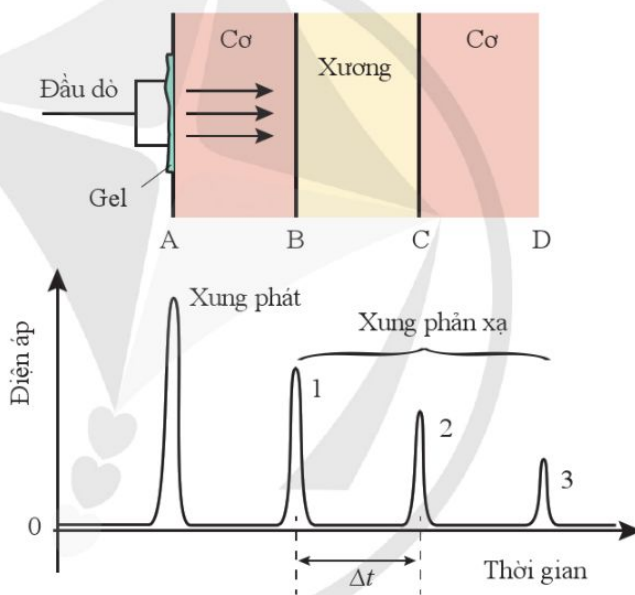 Cơ
Cơ
Xương
Đầu dò
Gel
A
B
C
D
Xung phát
Xung phản xạ
Điện áp
1
2
3
0
Δt
Thời gian